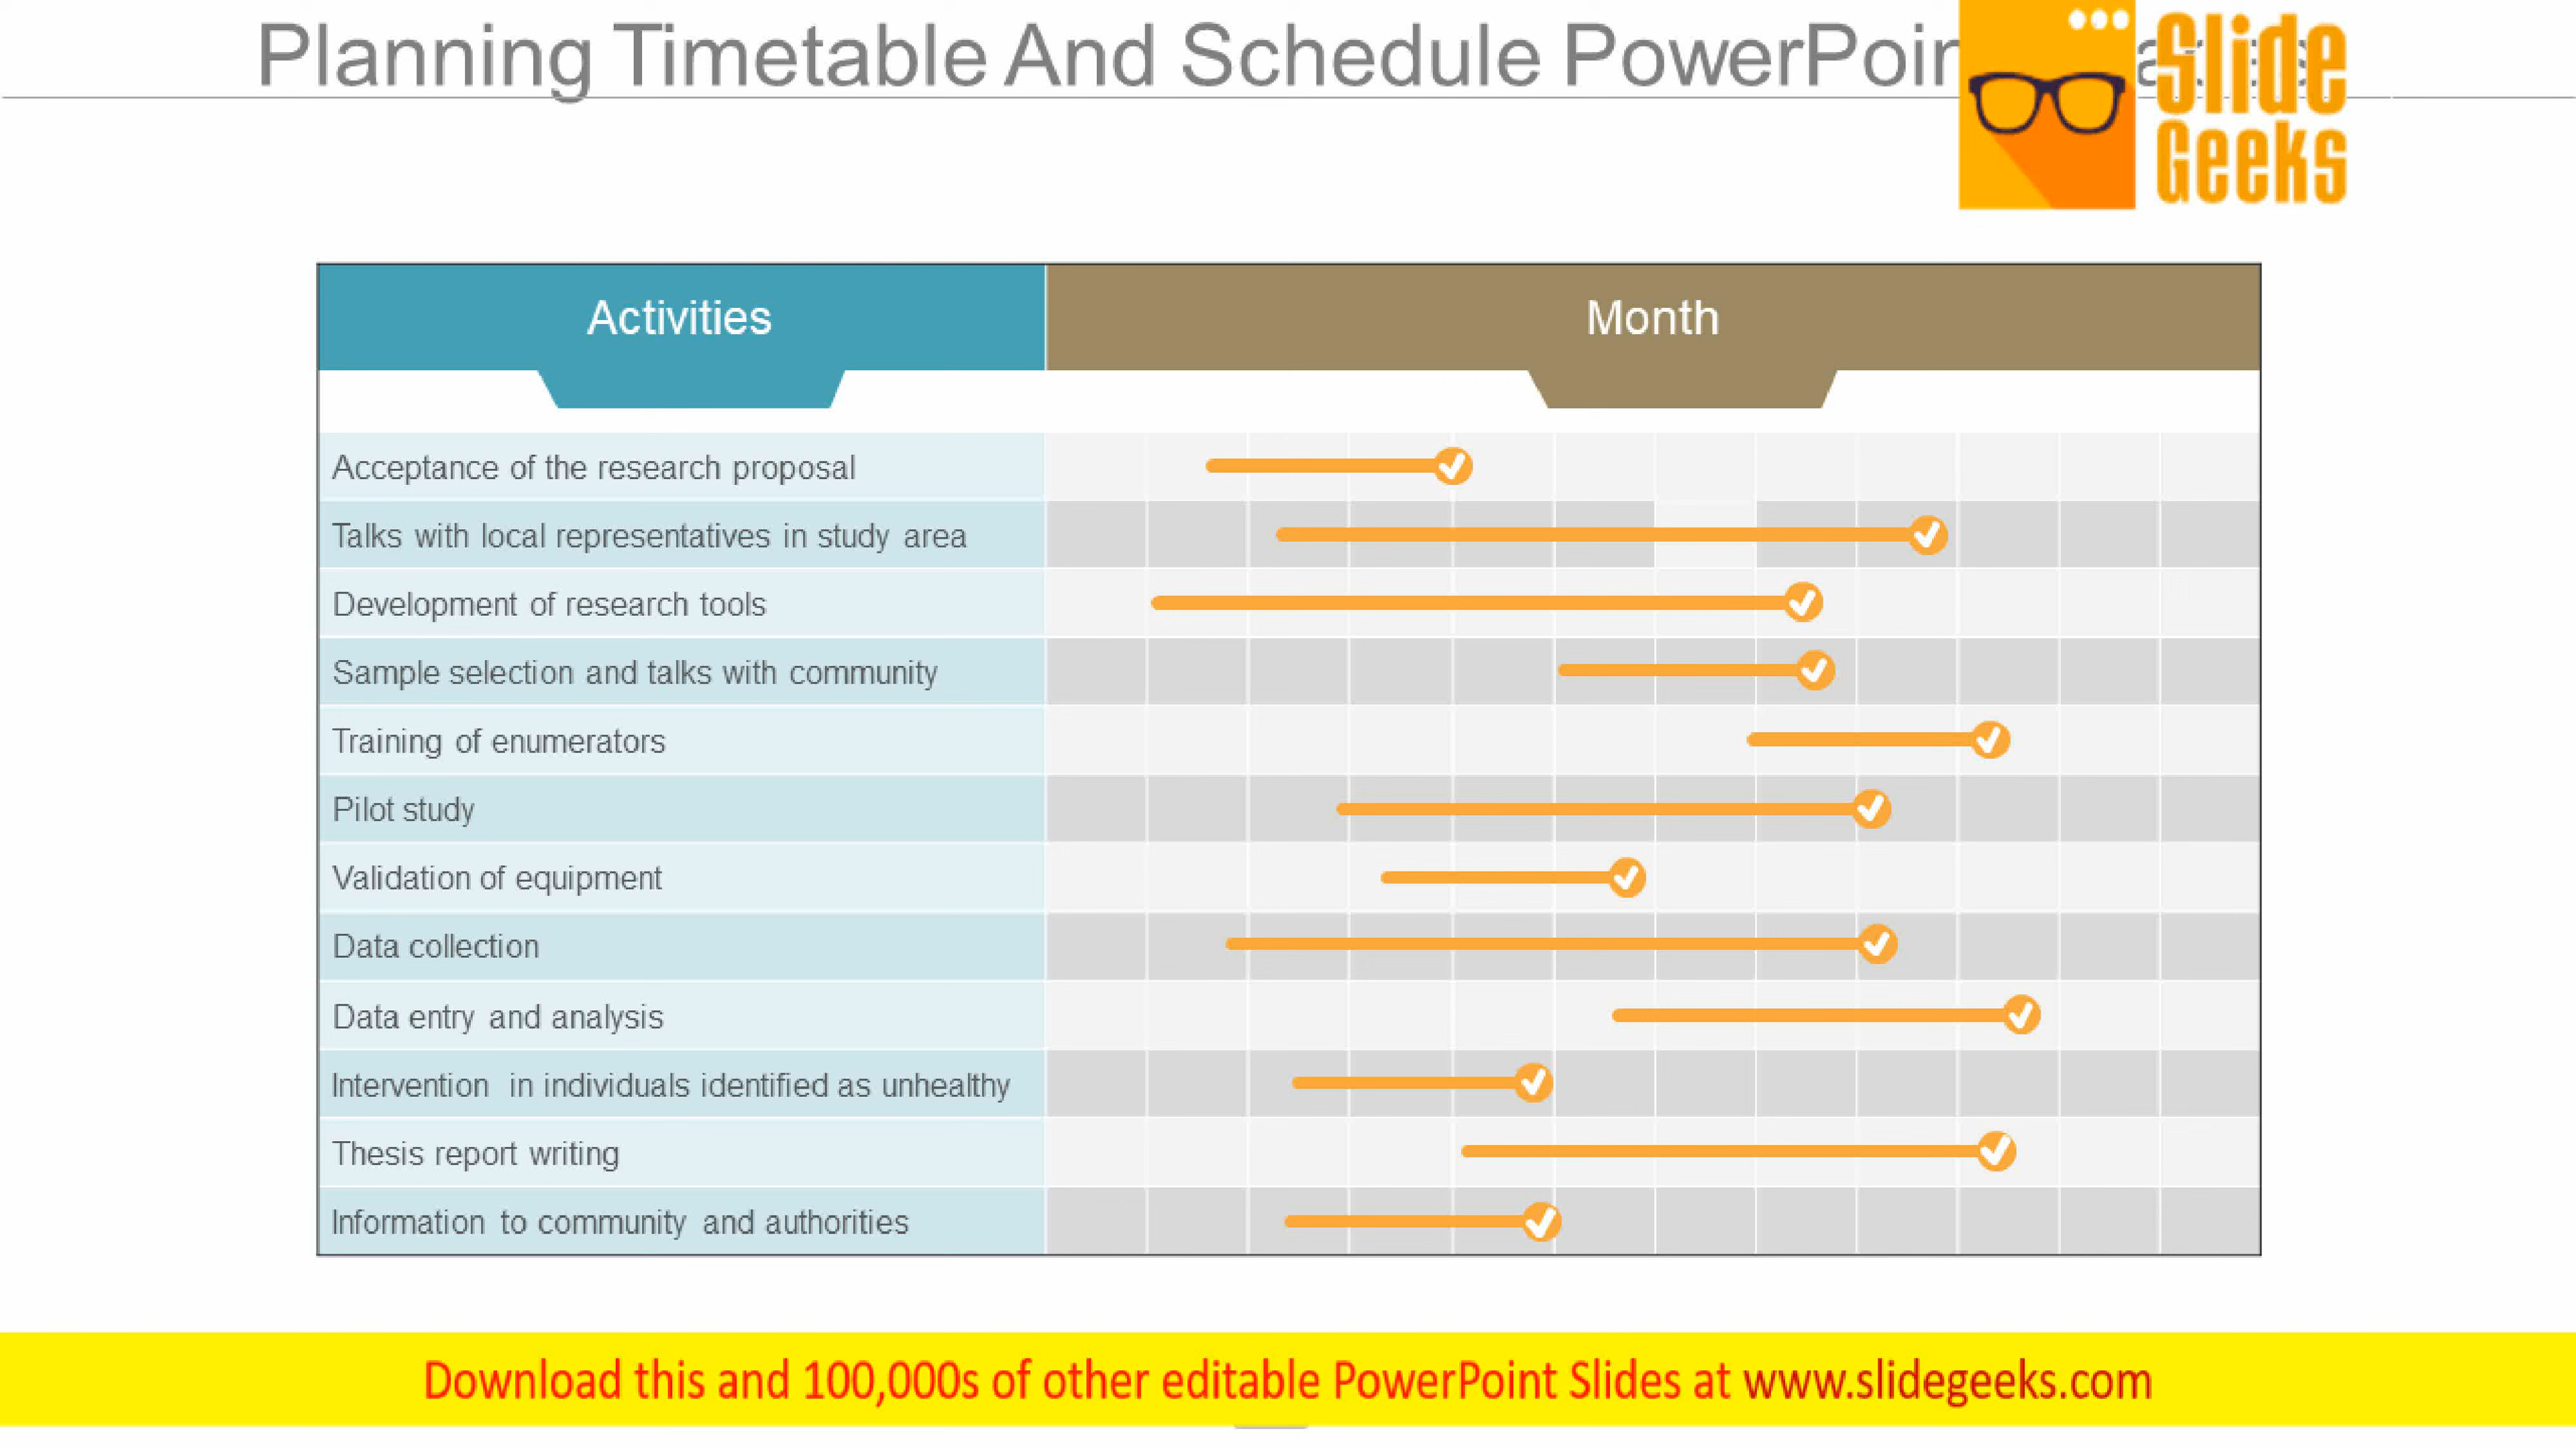 Planning Timetable And Schedule
Slide
Geeks
Activities
Month
Acceptance of the research proposal
Talks with local representatives in study area
Development of research tools
Sample selection and talks with community
Training of enumerators
Pilot study
Validation of equipment
Data collection
Data entry and analysis
Intervention in individuals identified as unhealthy
Thesis report writing
Information to community and authorities
Download this and 100,000s of other editable PowerPoint Slides at www.slidegeeks.com